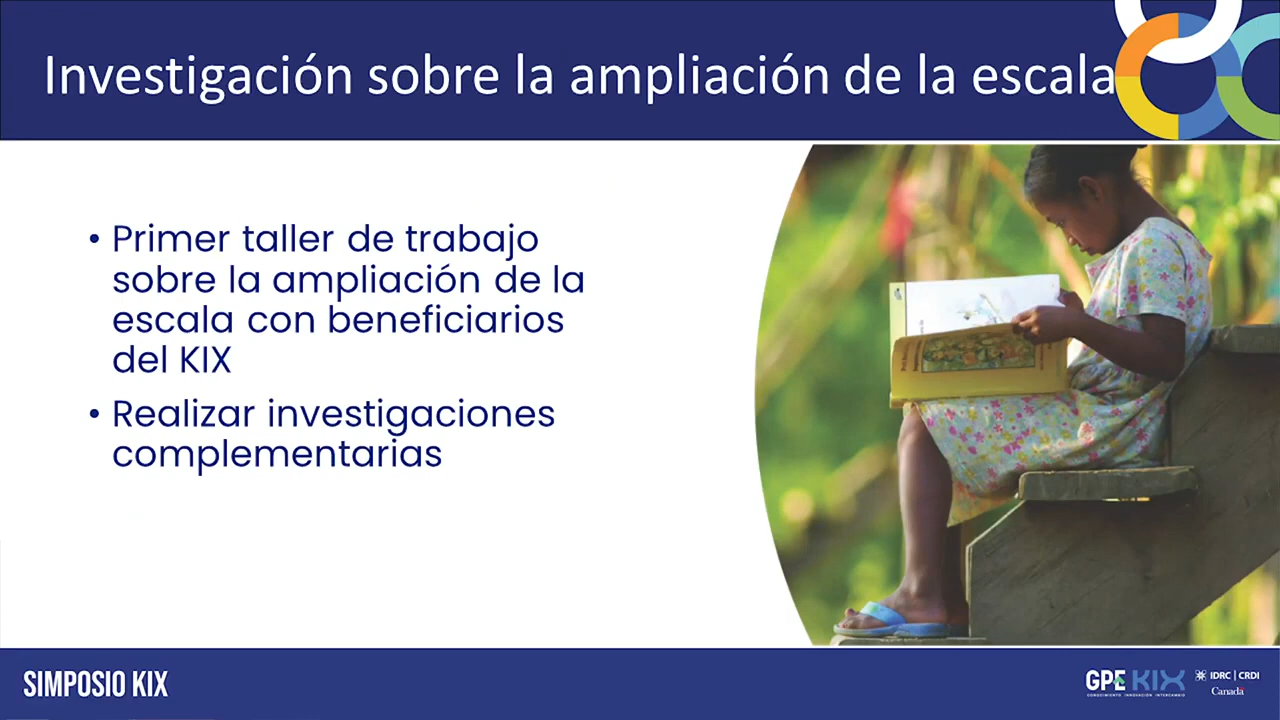 Investigación sobre la ampliación de la escala
• Primer taller de trabajo
sobre la ampliación de la
escala con beneficiarios
del KIX
• Realizar investigaciones
complementarias
SIMPOSIO KIX
GPE KIX
CONOCIMIENTO INNOVACIÓN INTERCAMBIO
IDRC | CRDI
Canada